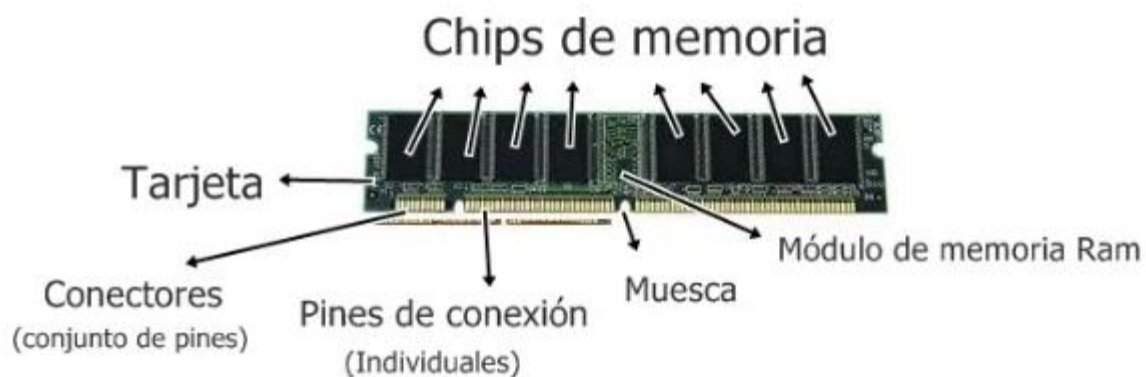 Chips de memoria
Tarjeta
Módulo de memoria Ram
Conectores
(conjunto de pines)
Pines de conexión
(Individuales)
Muesca